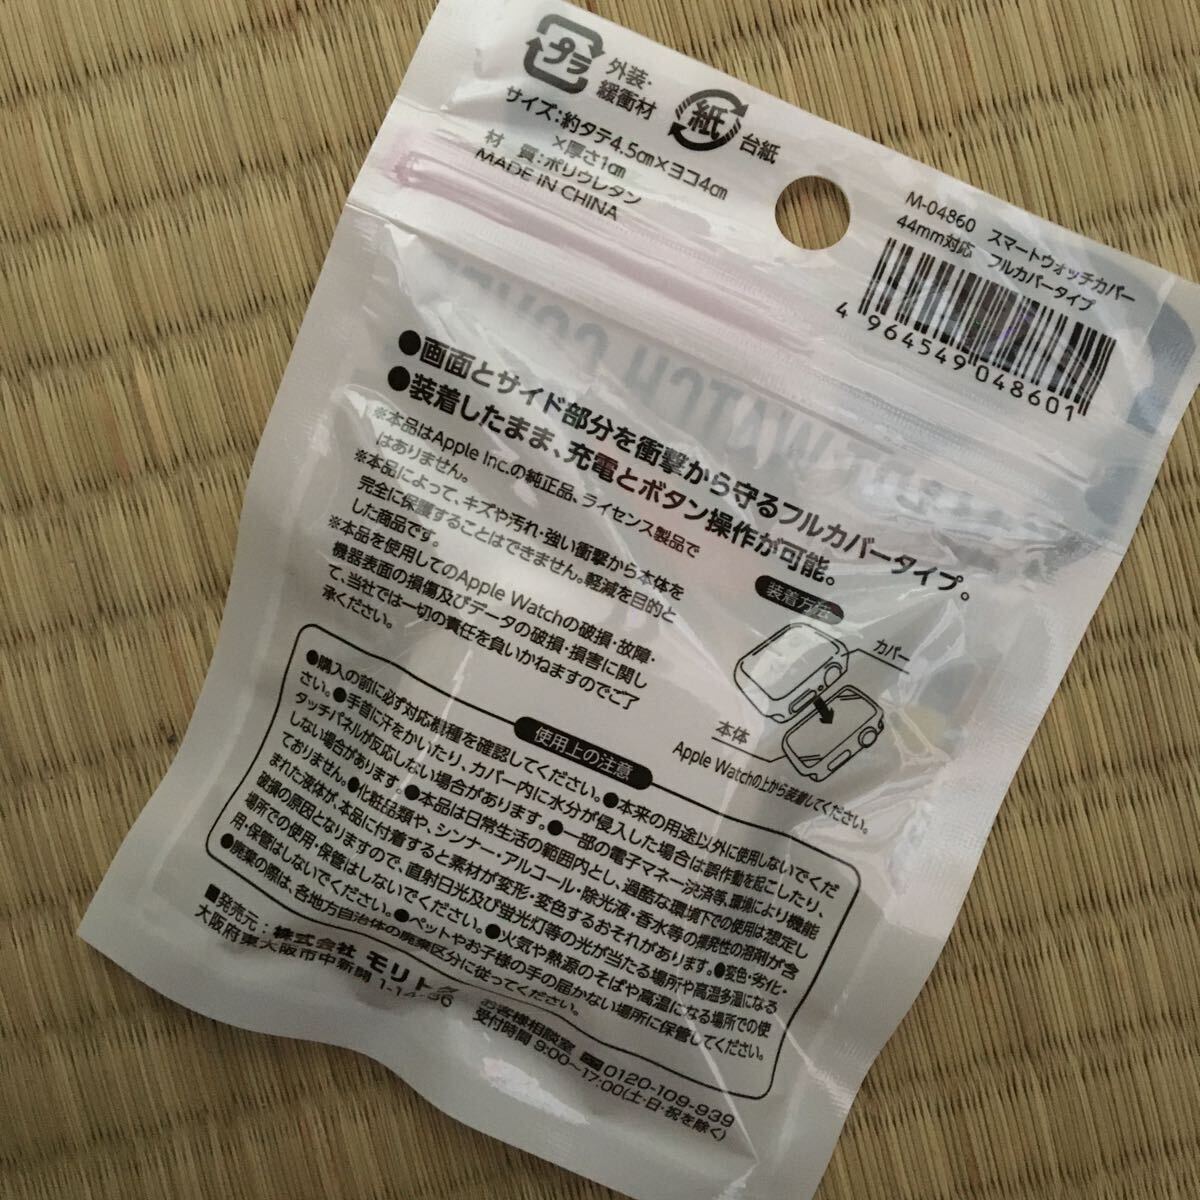 プラ 外装・
緩衝材
紙 台紙
サイズ：約タテ4.5㎝×ヨコ4㎝
×厚さ1㎝
材 質：ポリウレタン
MADE IN CHINA
M-04860 スマートウォッチカバー
44mm対応 フルカバータイプ
4 964549 048601
●画面とサイド部分を衝撃から守るフルカバータイプ。
●装着したまま、充電とボタン操作が可能。
※本品はApple Inc.の純正品、ライセンス製品で
はありません。
※本品によって、キズや汚れ・強い衝撃から本体を
完全に保護することはできません。軽減を目的と
した商品です。
※本品を使用してのApple Watchの破損・故障・
機器表面の損傷及びデータの破損・損害に関し
て、当社では一切の責任を負いかねますのでご了
承ください。
装着方法
カバー
本体
Apple Watchの上から装着してください。
使用上の注意
●購入の前に必ず対応機種を確認してください。●本来の用途以外に使用しないでくだ
さい。●手首に汗をかいたり、カバー内に水分が侵入した場合は誤作動を起こしたり、
タッチパネルが反応しない場合があります。●一部の電子マネー決済等、環境により機能
しない場合があります。●本品は日常生活の範囲内とし、過酷な環境下での使用は想定し
ておりません。●化粧品類や、シンナー・アルコール・除光液・香水等の揮発性の溶剤が含
まれた液体が、本品に付着すると素材が変形・変色するおそれがあります。●変色・劣化・
破損の原因となりますので、直射日光及び蛍光灯等の光が当たる場所や高温多湿になる
場所での使用・保管はしないでください。●火気や熱源のそばや高温になる場所での使
用・保管はしないでください。●ペットやお子様の手の届かない場所に保管してください。
●廃棄の際は、各地方自治体の廃棄区分に従ってください。
■発売元：株式会社 モリト
大阪府東大阪市中新開 1-14-36
お客様相談室 0120-109-939
受付時間 9:00～17:00(土・日・祝を除く)